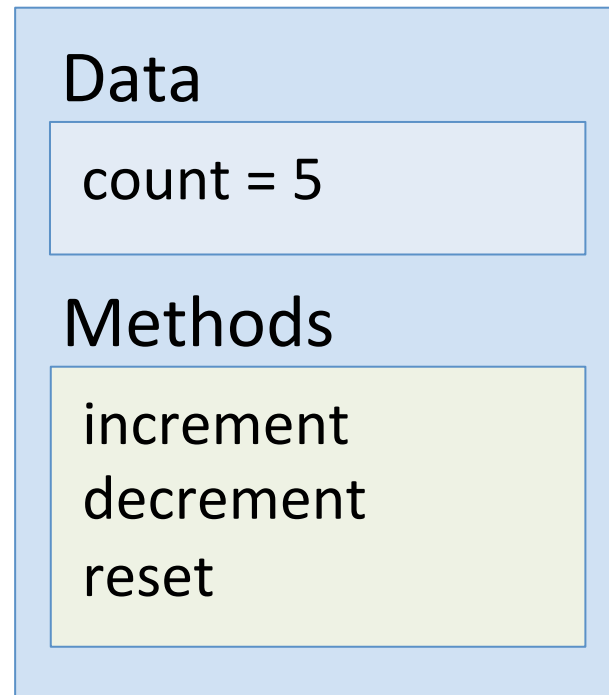 Data
count = 5
Methods
increment
decrement
reset